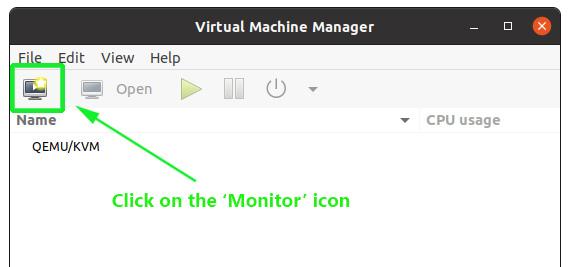 Virtual Machine Manager
File Edit View Help
Open
Name CPU usage
QEMU/KVM
Click on the ‘Monitor’ icon